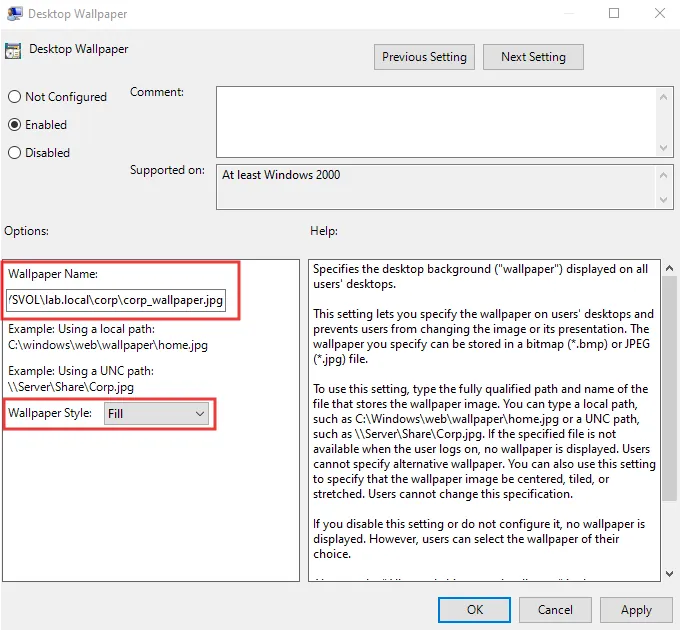 Desktop Wallpaper
Desktop Wallpaper
Previous Setting
Next Setting
Not Configured
Comment:
Enabled
Disabled
Supported on:
At least Windows 2000
Options:
Help:
Wallpaper Name:
YSVOL\lab.local\corp\corp_wallpaper.jpg
Example: Using a local path:
C:\windows\web\wallpaper\home.jpg
Example: Using a UNC path:
\\Server\Share\Corp.jpg
Wallpaper Style:
Fill
Specifies the desktop background ("wallpaper") displayed on all
users' desktops.
This setting lets you specify the wallpaper on users' desktops and
prevents users from changing the image or its presentation. The
wallpaper you specify can be stored in a bitmap (*.bmp) or JPEG
(*.jpg) file.
To use this setting, type the fully qualified path and name of the
file that stores the wallpaper image. You can type a local path,
such as C:\Windows\web\wallpaper\home.jpg or a UNC path,
such as \\Server\Share\Corp.jpg. If the specified file is not
available when the user logs on, no wallpaper is displayed. Users
cannot specify alternative wallpaper. You can also use this setting
to specify that the wallpaper image be centered, tiled, or
stretched. Users cannot change this specification.
If you disable this setting or do not configure it, no wallpaper is
displayed. However, users can select the wallpaper of their
choice.
OK
Cancel
Apply